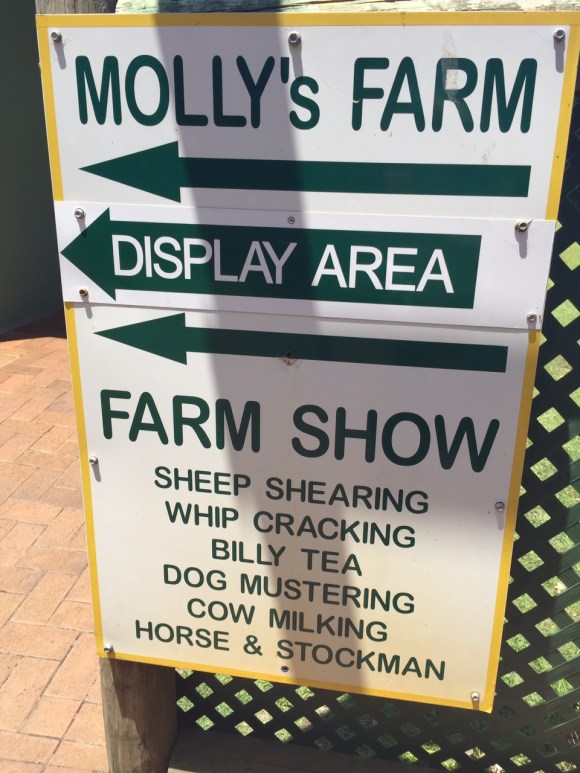 MOLLY's FARM
DISPLAY AREA
FARM SHOW
SHEEP SHEARING
WHIP CRACKING
BILLY TEA
DOG MUSTERING
COW MILKING
HORSE & STOCKMAN